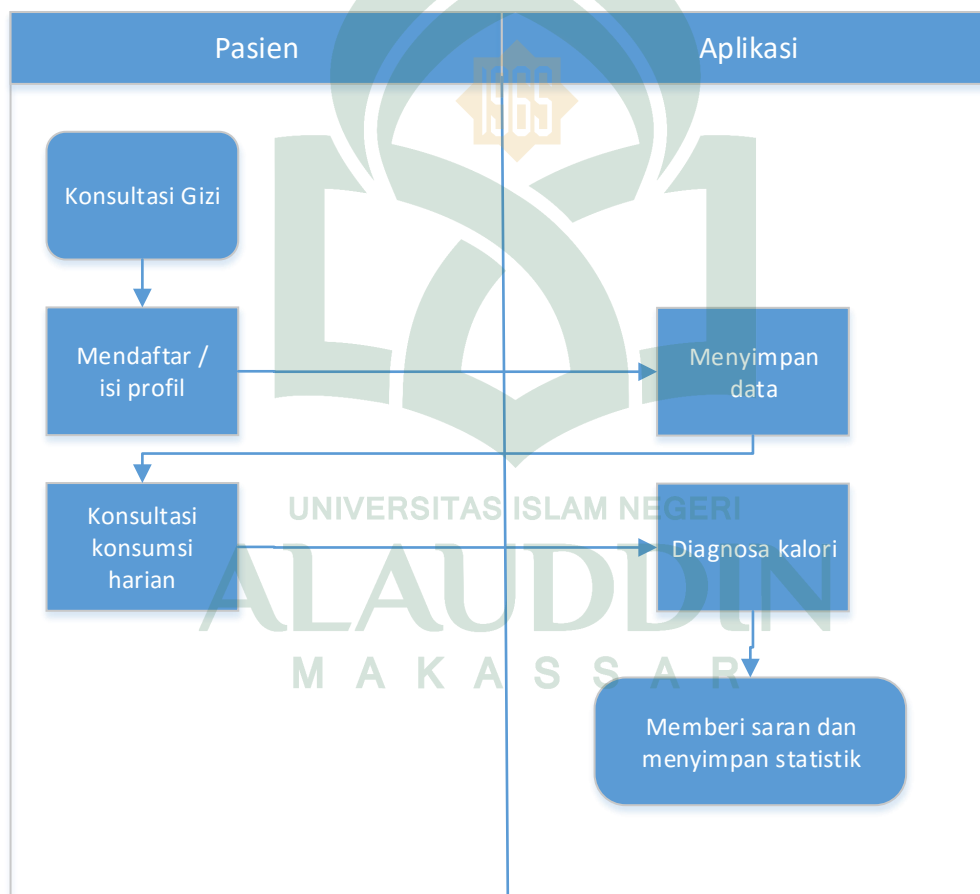 Pasien
Aplikasi
1965
Konsultasi Gizi
Mendaftar /
isi profil
Menyimpan
data
UNIVERSITAS ISLAM NEGERI
Konsultasi
konsumsi
harian
Diagnosa kalori
ALAUDDIN
MAKASSAR
Memberi saran dan
menyimpan statistik